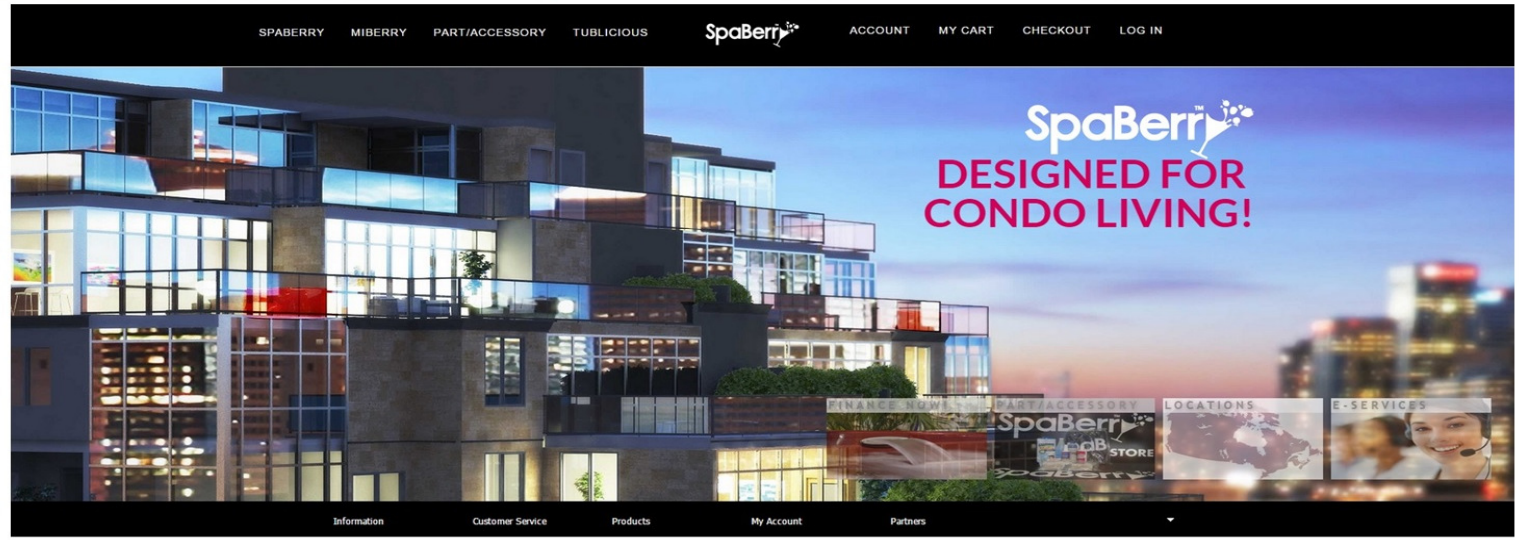 SPABERRY MIBERRY PART/ACCESSORY TUBLICIOUS SpaBerry ACCOUNT MY CART CHECKOUT LOG IN
SpaBerry™
DESIGNED FOR
CONDO LIVING!
FINANCE NOW! PART/ACCESSORY LOCATIONS E-SERVICES
SpaBerry
STORE
Information Customer Service Products My Account Partners